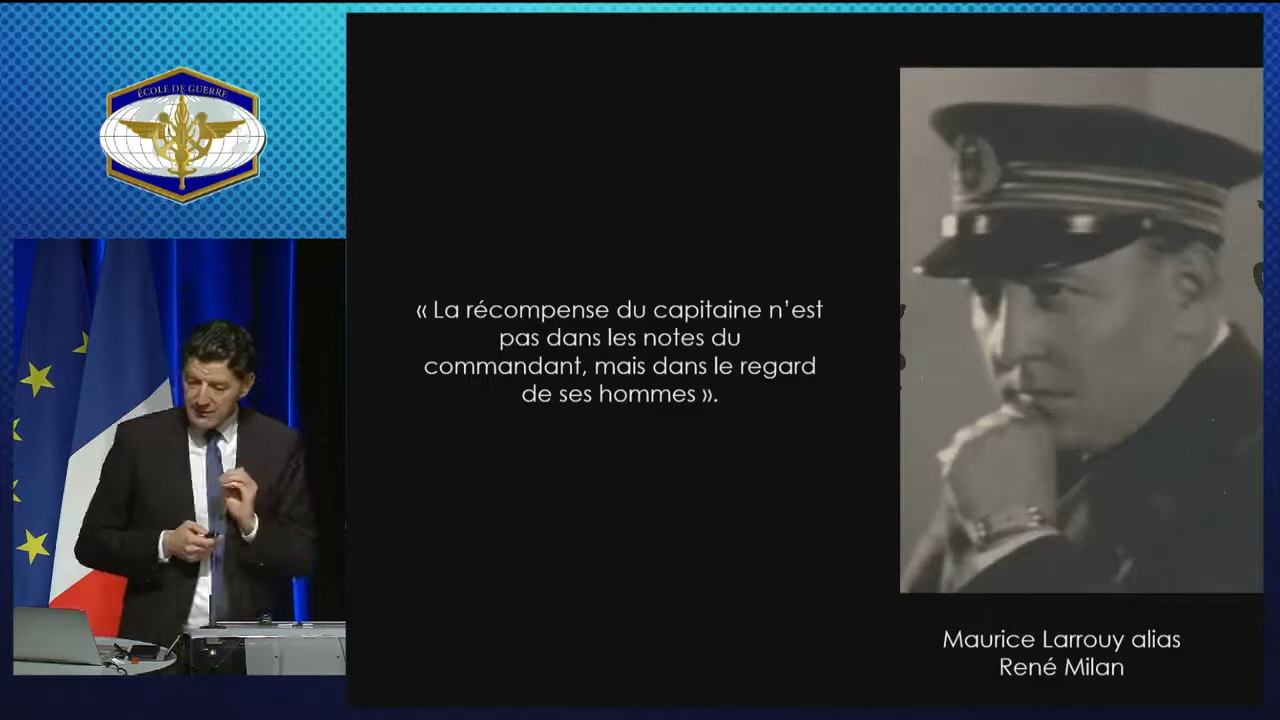 ECOLE DE GUERRE
« La récompense du capitaine n’est
pas dans les notes du
commandant, mais dans le regard
de ses hommes ».
Maurice Larrouy alias
René Milan